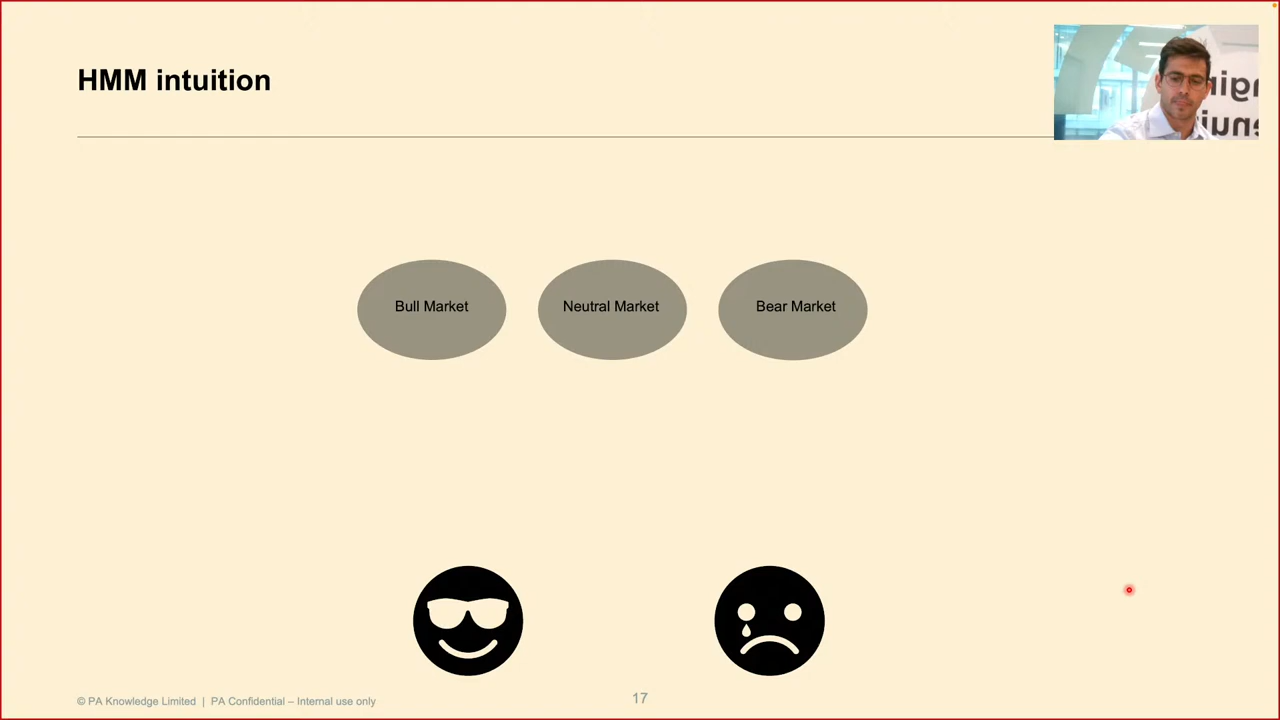 HMM intuition
Bull Market
Neutral Market
Bear Market
© PA Knowledge Limited | PA Confidential – Internal use only
17